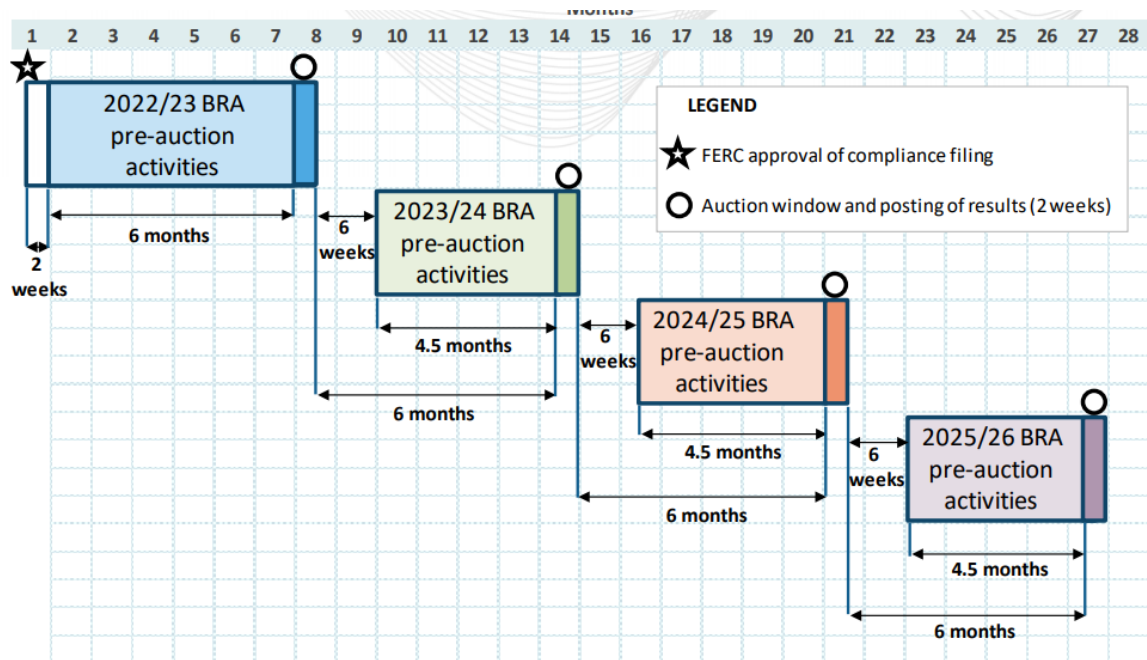 Months
1 2 3 4 5 6 7 8 9 10 11 12 13 14 15 16 17 18 19 20 21 22 23 24 25 26 27 28
2022/23 BRA
pre-auction
activities
6 months
2
weeks
6
weeks
2023/24 BRA
pre-auction
activities
4.5 months
6 months
LEGEND
FERC approval of compliance filing
Auction window and posting of results (2 weeks)
6
weeks
2024/25 BRA
pre-auction
activities
4.5 months
6 months
6
weeks
2025/26 BRA
pre-auction
activities
4.5 months
6 months